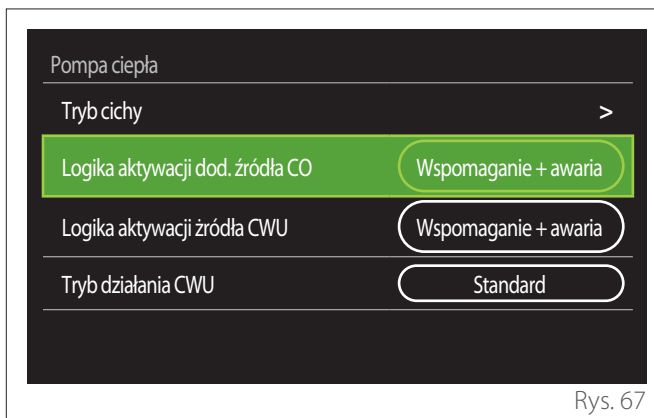 Pompa ciepła
Tryb cichy >
Logika aktywacji dod. źródła CO Wspomaganie + awaria
Logika aktywacji żródła CWU Wspomaganie + awaria
Tryb działania CWU Standard
Rys. 67